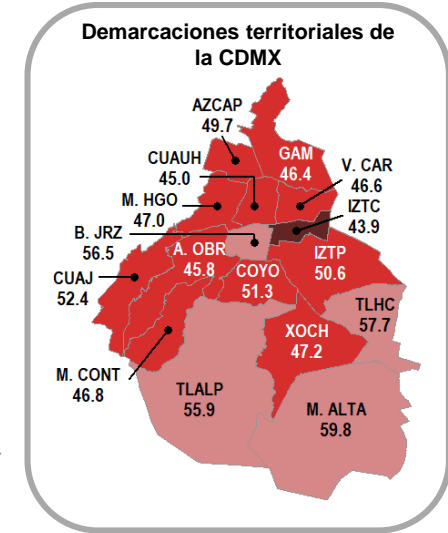 Demarcaciones territoriales de
la CDMX
AZCAP
49.7
GAM
46.4
CUAUH
45.0
V. CAR
46.6
M. HGO
47.0
IZTC
43.9
B. JRZ
56.5
A. OBR
45.8
IZTP
50.6
CUAJ
52.4
COYO
51.3
TLHC
57.7
XOCH
47.2
M. CONT
46.8
TLALP
55.9
M. ALTA
59.8